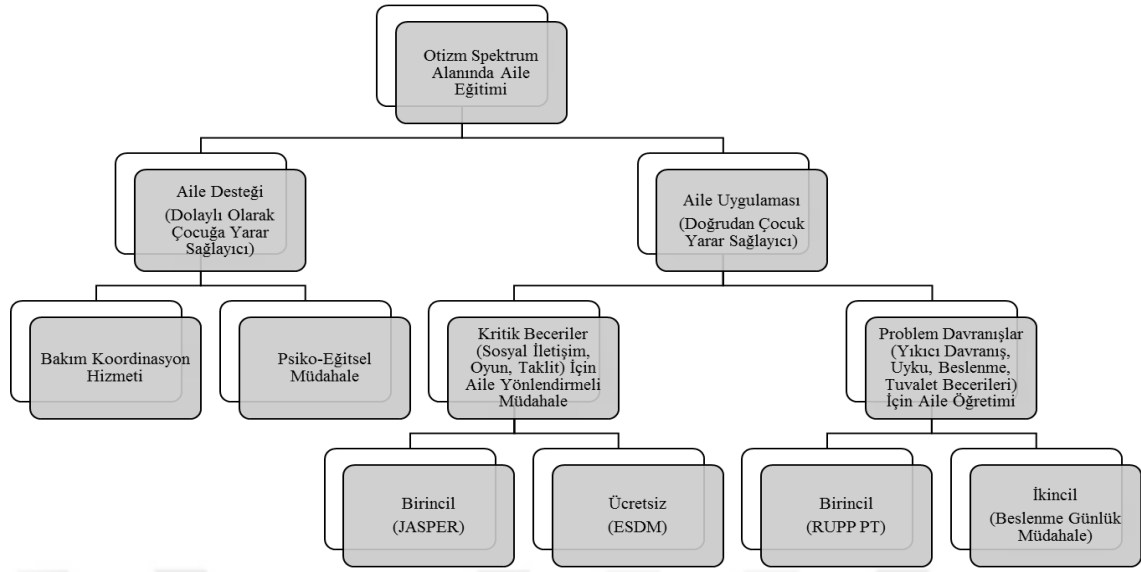 Otizm Spektrum
Alanında Aile
Eğitimi
Aile Desteği
(Dolaylı Olarak
Çocuğa Yarar
Sağlayıcı)
Aile Uygulaması
(Doğrudan Çocuk
Yarar Sağlayıcı)
Bakım Koordinasyon
Hizmeti
Psiko-Eğitsel
Müdahale
Kritik Beceriler
(Sosyal İletişim,
Oyun, Taklit) İçin
Aile Yönlendirmeli
Müdahale
Problem Davranışlar
(Yıkıcı Davranış,
Uyku, Beslenme,
Tuvalet Becerileri)
İçin Aile Öğretimi
Birincil
(JASPER)
Ücretsiz
(ESDM)
Birincil
(RUPP PT)
İkincil
(Beslenme Günlük
Müdahale)